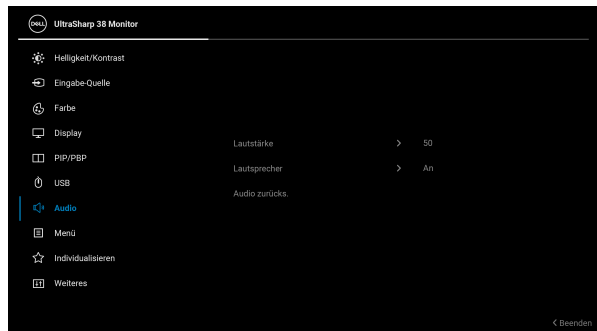 DELL UltraSharp 38 Monitor
Helligkeit/Kontrast
Eingabe-Quelle
Farbe
Display
PIP/PBP
USB
Audio
Menü
Individualisieren
Weiteres
Lautstärke 50
Lautsprecher An
Audio zurücks.
Beenden